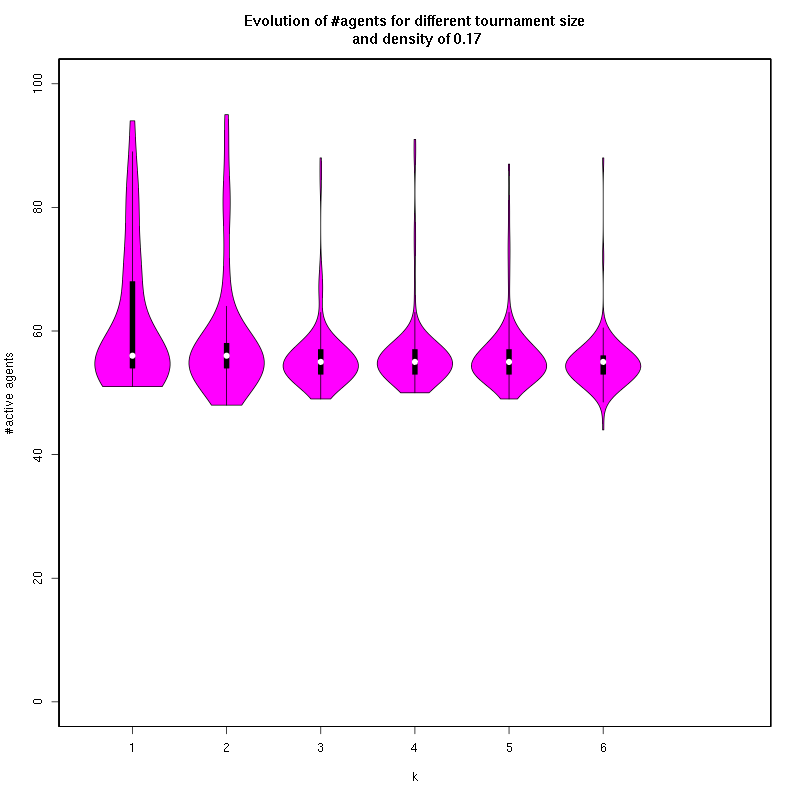 Evolution of #agents for different tournament size
and density of 0.17
100
80
60
40
20
0
#active agents
1 2 3 4 5 6
k